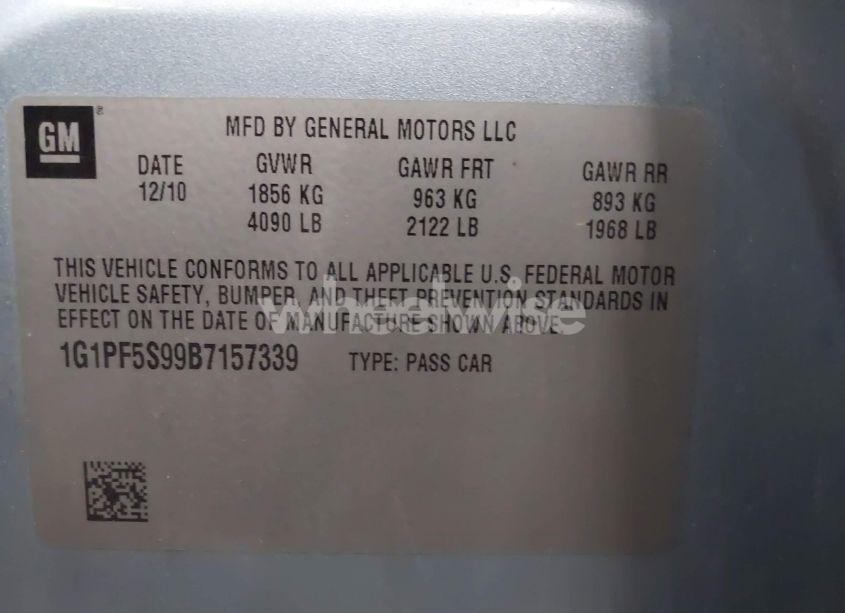 GM
MFD BY GENERAL MOTORS LLC
DATE GVWR GAWR FRT GAWR RR
12/10 1856 KG 963 KG 893 KG
4090 LB 2122 LB 1968 LB
THIS VEHICLE CONFORMS TO ALL APPLICABLE U.S. FEDERAL MOTOR
VEHICLE SAFETY, BUMPER, AND THEFT PREVENTION STANDARDS IN
EFFECT ON THE DATE OF MANUFACTURE SHOWN ABOVE.
wheelwise
1G1PF5S99B7157339 TYPE: PASS CAR